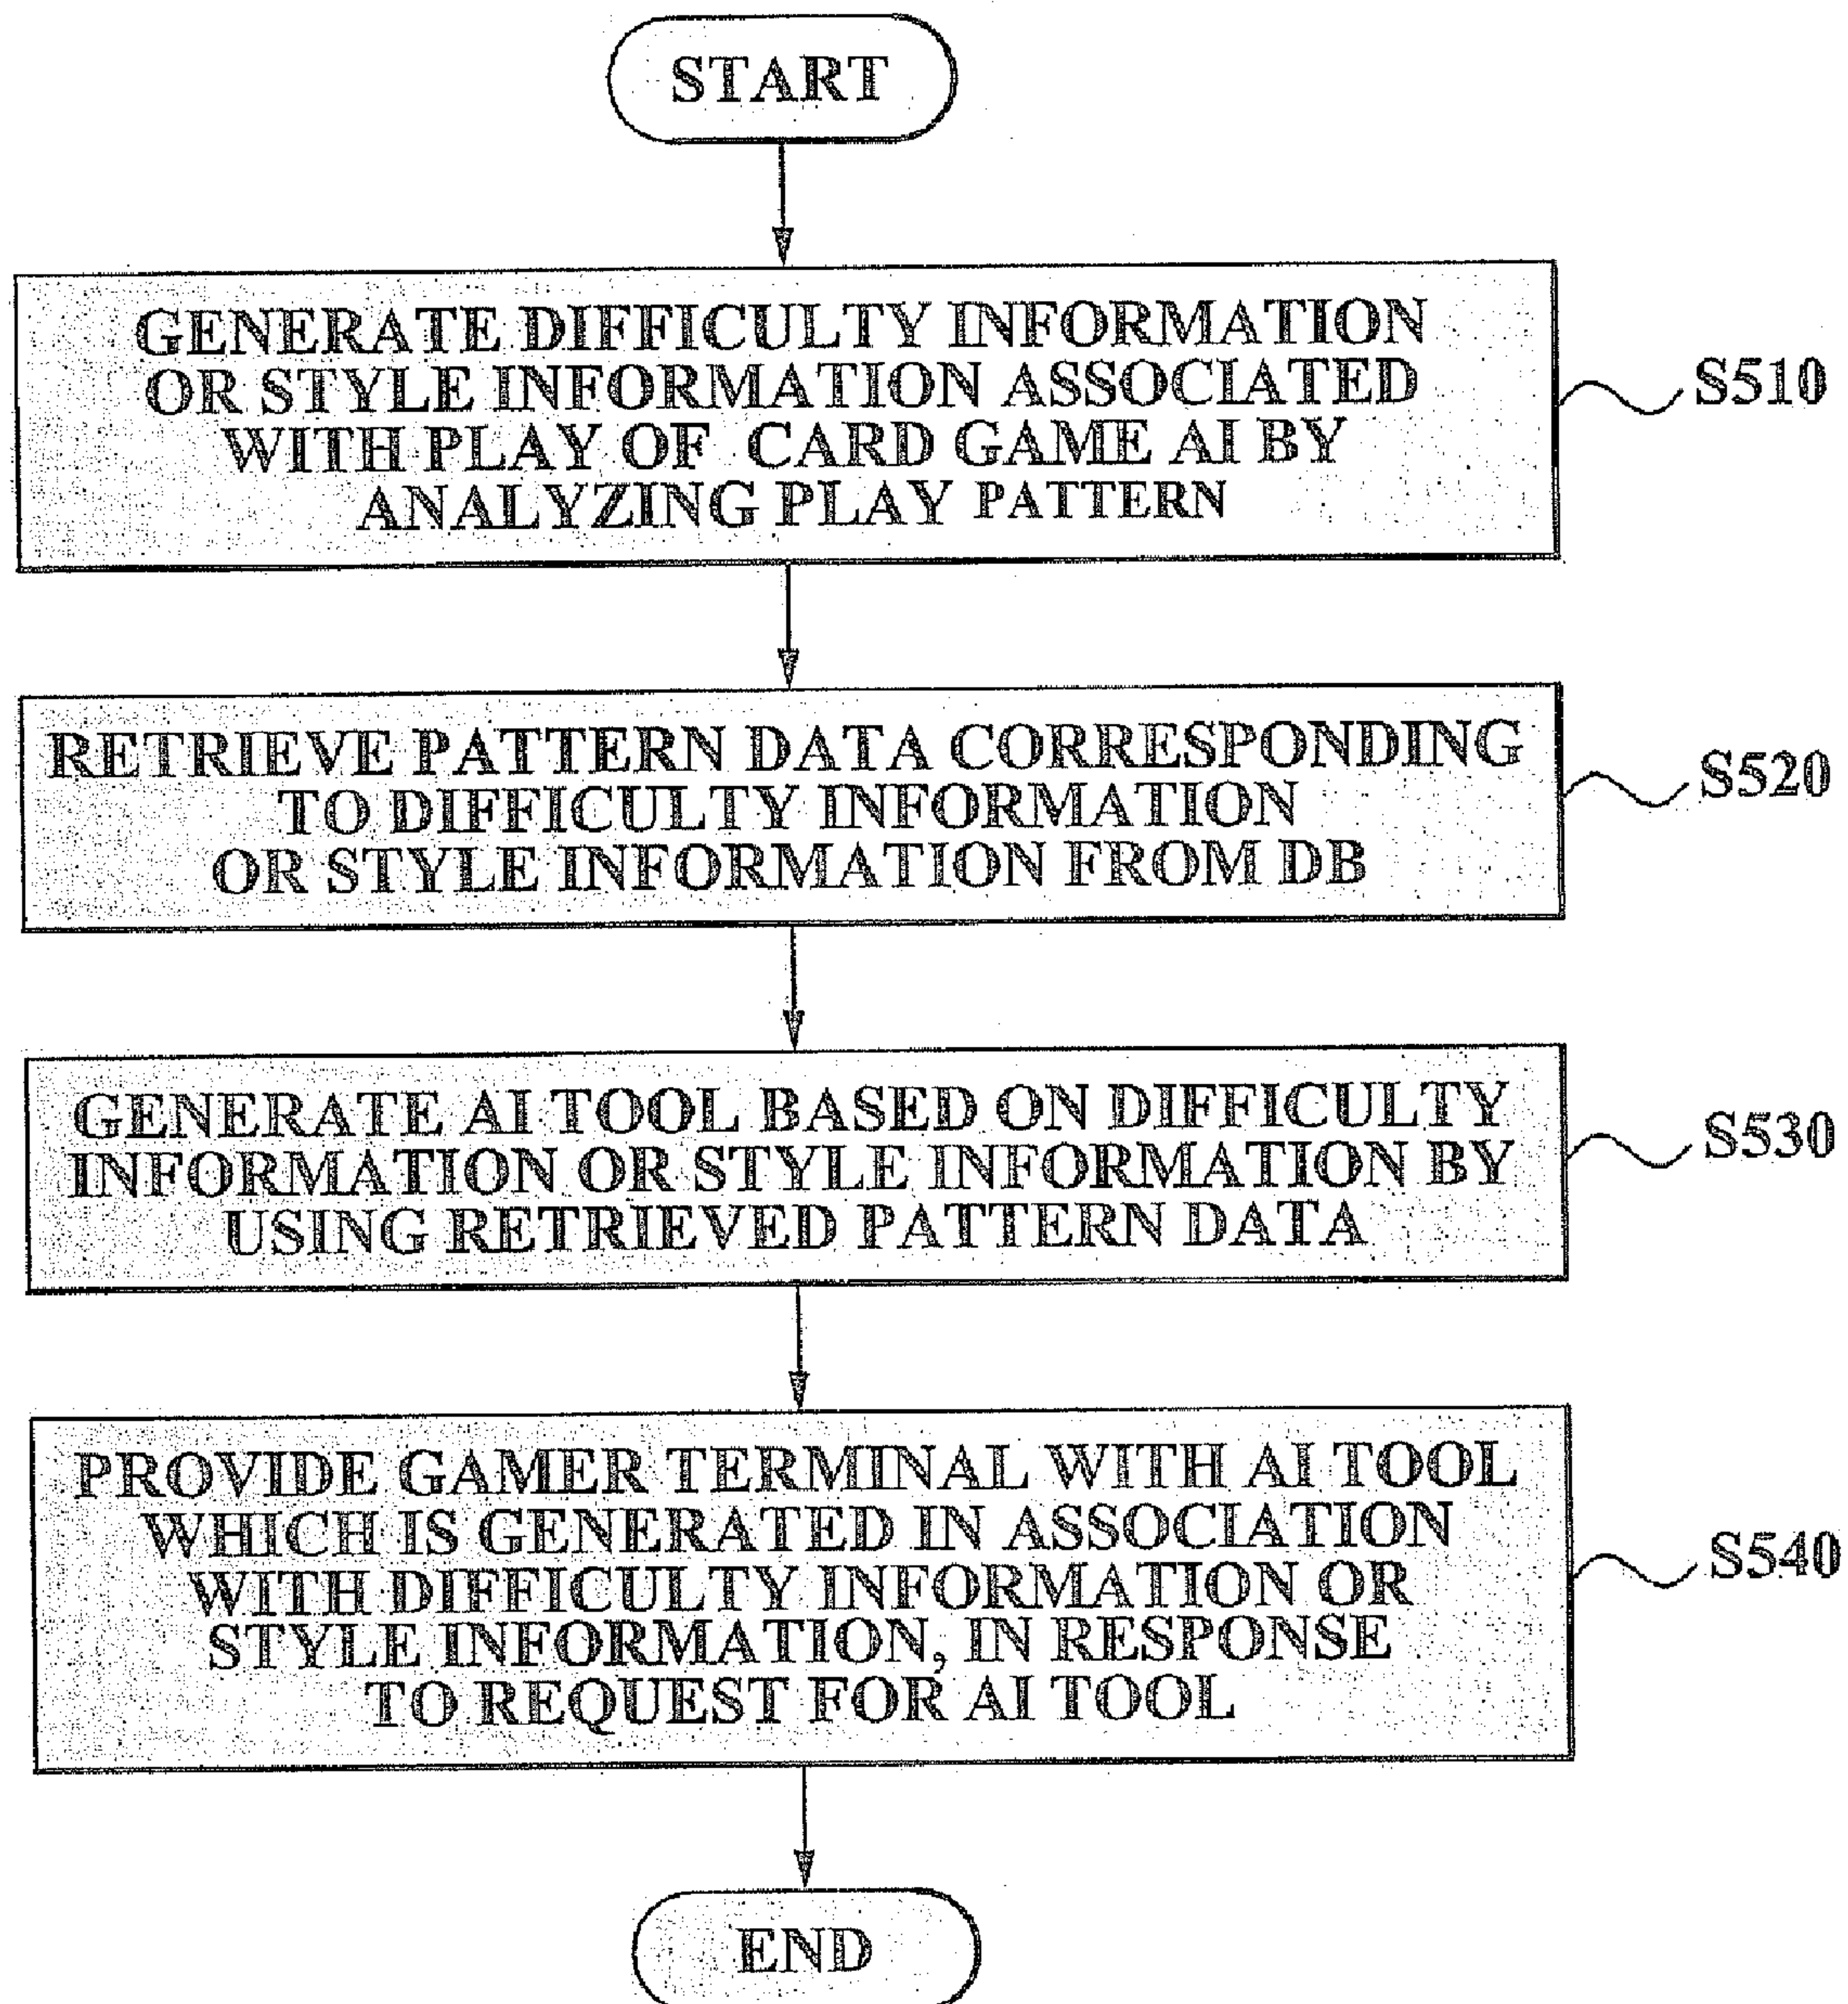 START
GENERATE DIFFICULTY INFORMATION
OR STYLE INFORMATION ASSOCIATED
WITH PLAY OF CARD GAME AI BY
ANALYZING PLAY PATTERN
S510
RETRIEVE PATTERN DATA CORRESPONDING
TO DIFFICULTY INFORMATION
OR STYLE INFORMATION FROM DB
S520
GENERATE AI TOOL BASED ON DIFFICULTY
INFORMATION OR STYLE INFORMATION BY
USING RETRIEVED PATTERN DATA
S530
PROVIDE GAMER TERMINAL WITH AI TOOL
WHICH IS GENERATED IN ASSOCIATION
WITH DIFFICULTY INFORMATION OR
STYLE INFORMATION, IN RESPONSE
TO REQUEST FOR AI TOOL
S540
END